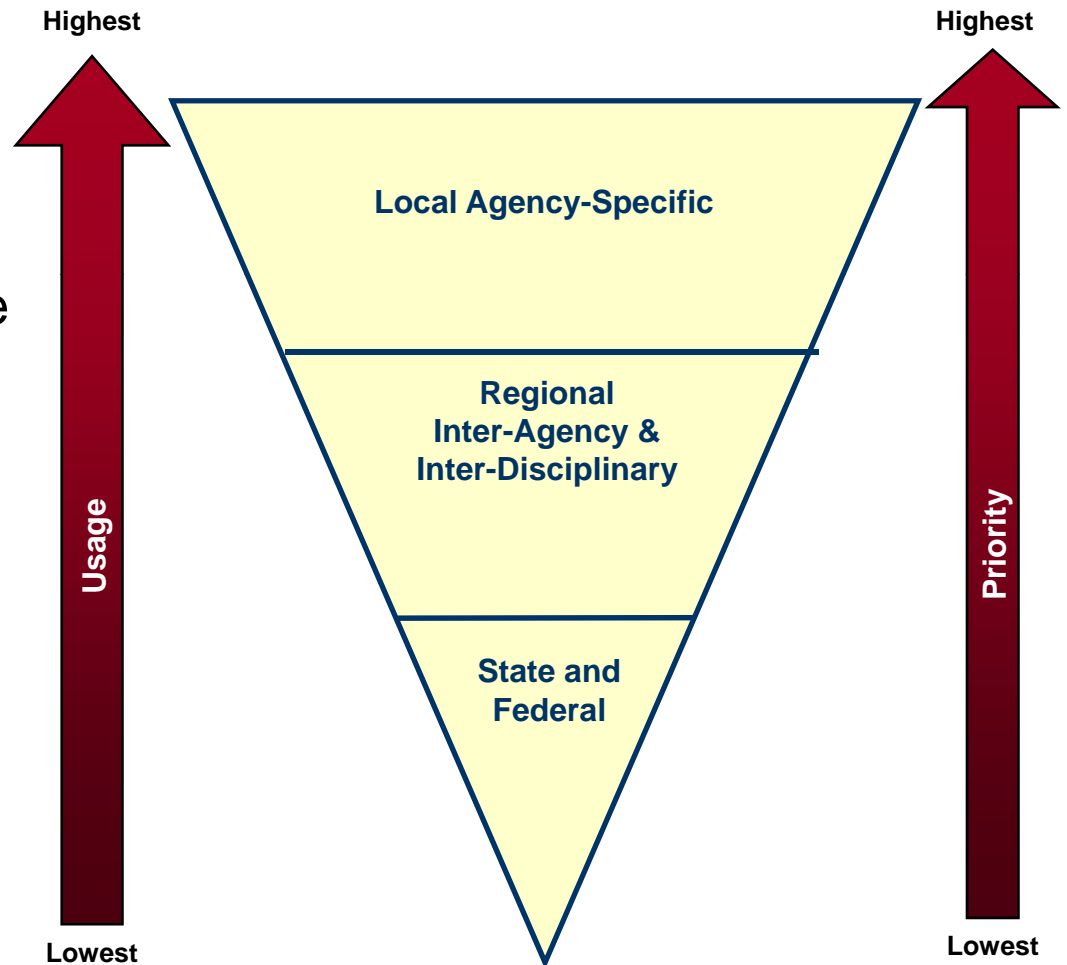 Highest
Highest
Local Agency-Specific
e
Regional
Inter-Agency &
Inter-Disciplinary
Usage
Priority
State and
Federal
Lowest
Lowest